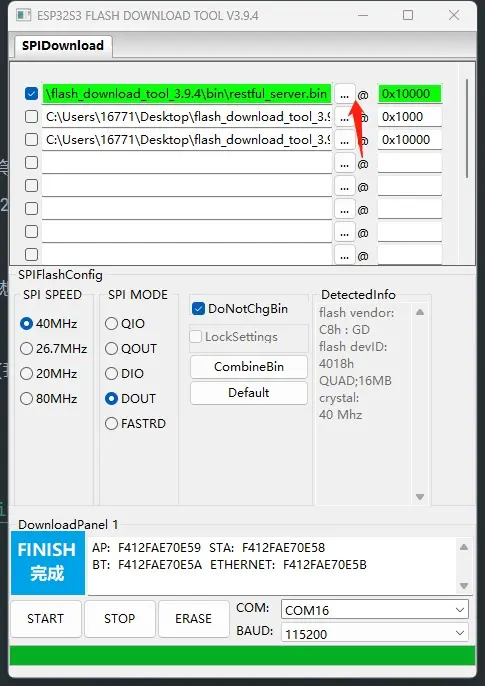 ESP32S3 FLASH DOWNLOAD TOOL V3.9.4
SPIDownload
\flash_download_tool_3.9.4\bin\restful_server.bin ... @ 0x10000
C:\Users\16771\Desktop\flash_download_tool_3.9 ... @ 0x1000
C:\Users\16771\Desktop\flash_download_tool_3.9 ... @ 0x10000
... @
... @
... @
... @
... @
SPIFlashConfig
SPI SPEED
40MHz
26.7MHz
20MHz
80MHz
SPI MODE
QIO
QOUT
DIO
DOUT
FASTRD
DoNotChgBin
LockSettings
CombineBin
Default
DetectedInfo
flash vendor:
C8h : GD
flash devID:
4018h
QUAD;16MB
crystal:
40 Mhz
DownloadPanel 1
FINISH
完成
AP: F412FAE70E59 STA: F412FAE70E58
BT: F412FAE70E5A ETHERNET: F412FAE70E5B
START
STOP
ERASE
COM: COM16
BAUD: 115200